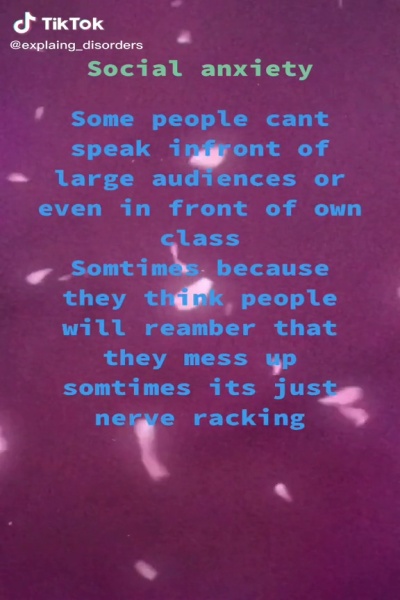 TikTok
@explaing_disorders
Social anxiety
Some people cant
speak infront of
large audiences or
even in front of own
class
Somtimes because
they think people
will reamber that
they mess up
somtimes its just
nerve racking